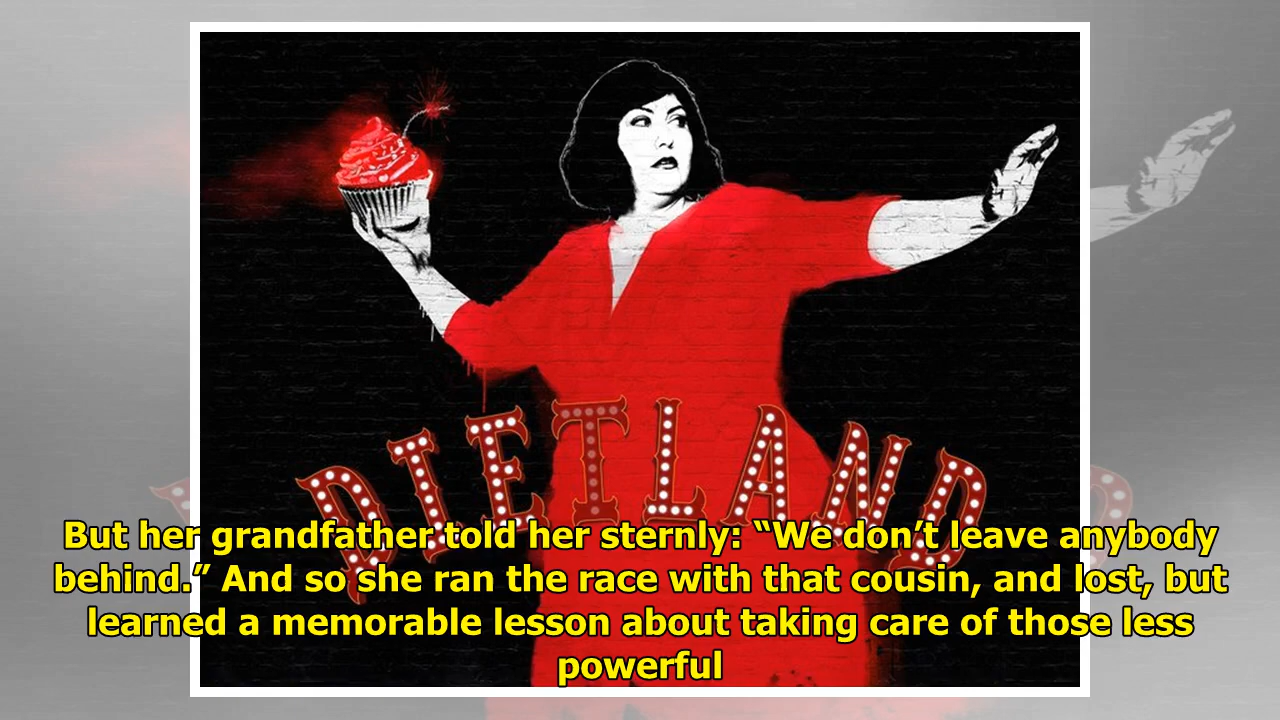 DIETLAND
But her grandfather told her sternly: “We don’t leave anybody
behind.” And so she ran the race with that cousin, and lost, but
learned a memorable lesson about taking care of those less
powerful